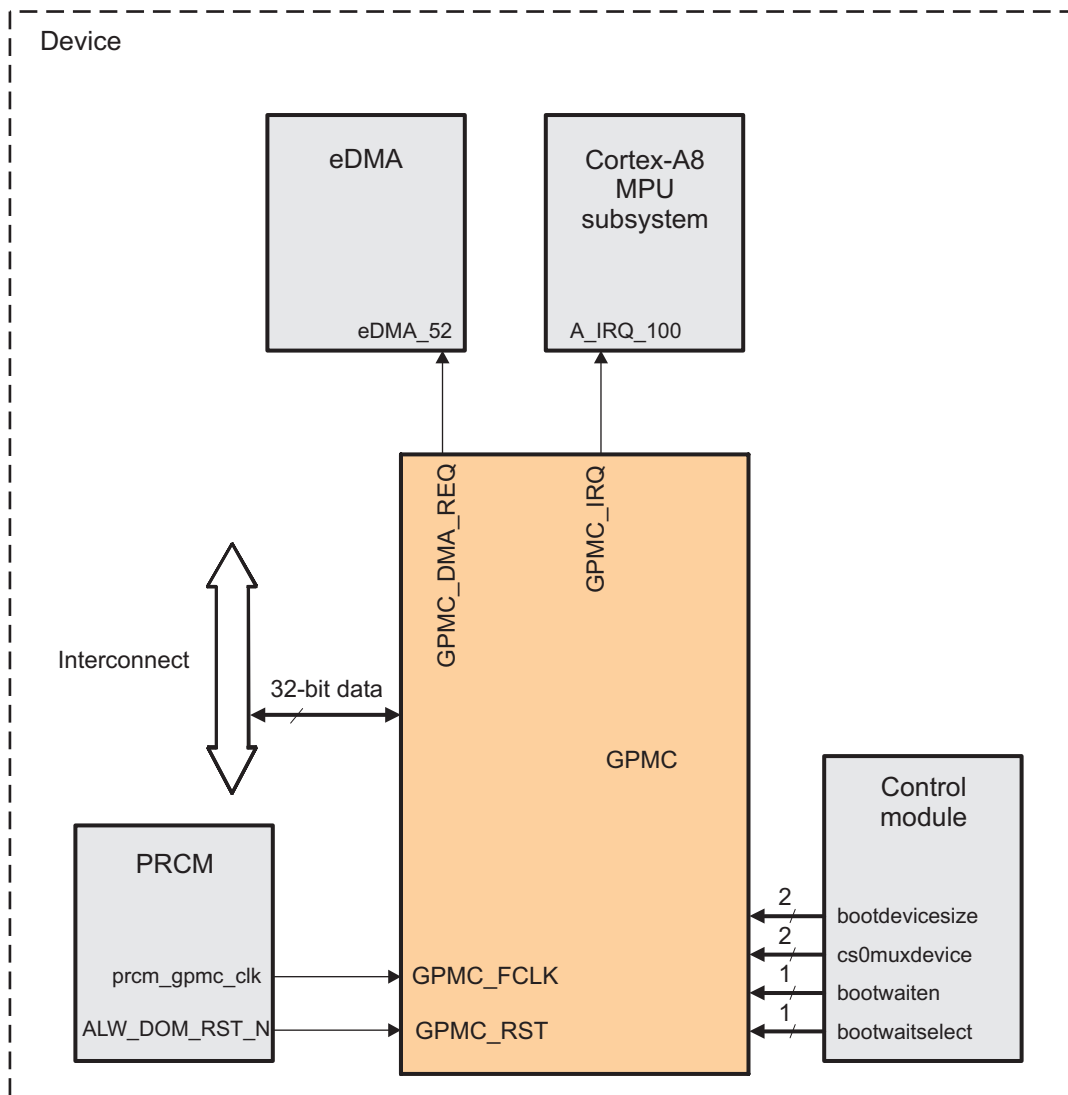 Device
eDMA
eDMA_52
Cortex-A8
MPU
subsystem
A_IRQ_100
GPMC_DMA_REQ
GPMC_IRQ
Interconnect
32-bit data
GPMC
Control
module
PRCM
2
bootdevicesize
2
cs0muxdevice
prcm_gpmc_clk
GPMC_FCLK
1
bootwaiten
ALW_DOM_RST_N
GPMC_RST
1
bootwaitselect